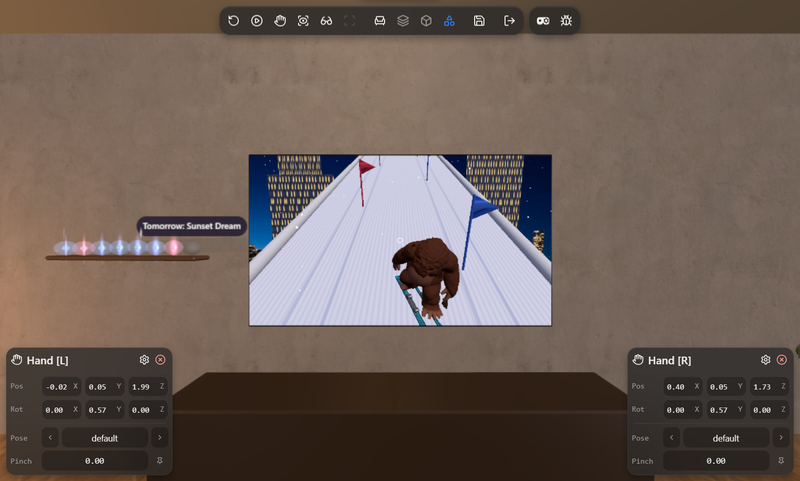 Tomorrow: Sunset Dream
Hand [L]
Pos -0.02 X 0.05 Y 1.99 Z
Rot 0.00 X 0.57 Y 0.00 Z
Pose < default >
Pinch 0.00
Hand [R]
Pos 0.40 X 0.05 Y 1.73 Z
Rot 0.00 X 0.57 Y 0.00 Z
Pose < default >
Pinch 0.00